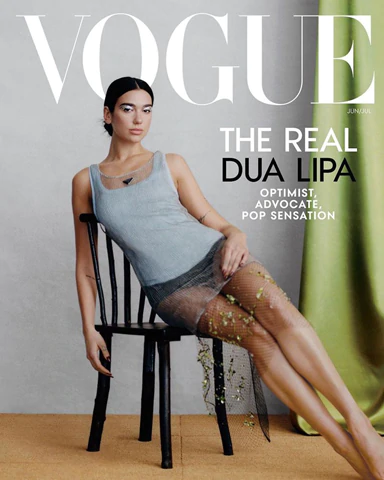 VOGUE
JUN/JUL
THE REAL
DUA LIPA
OPTIMIST,
ADVOCATE,
POP SENSATION